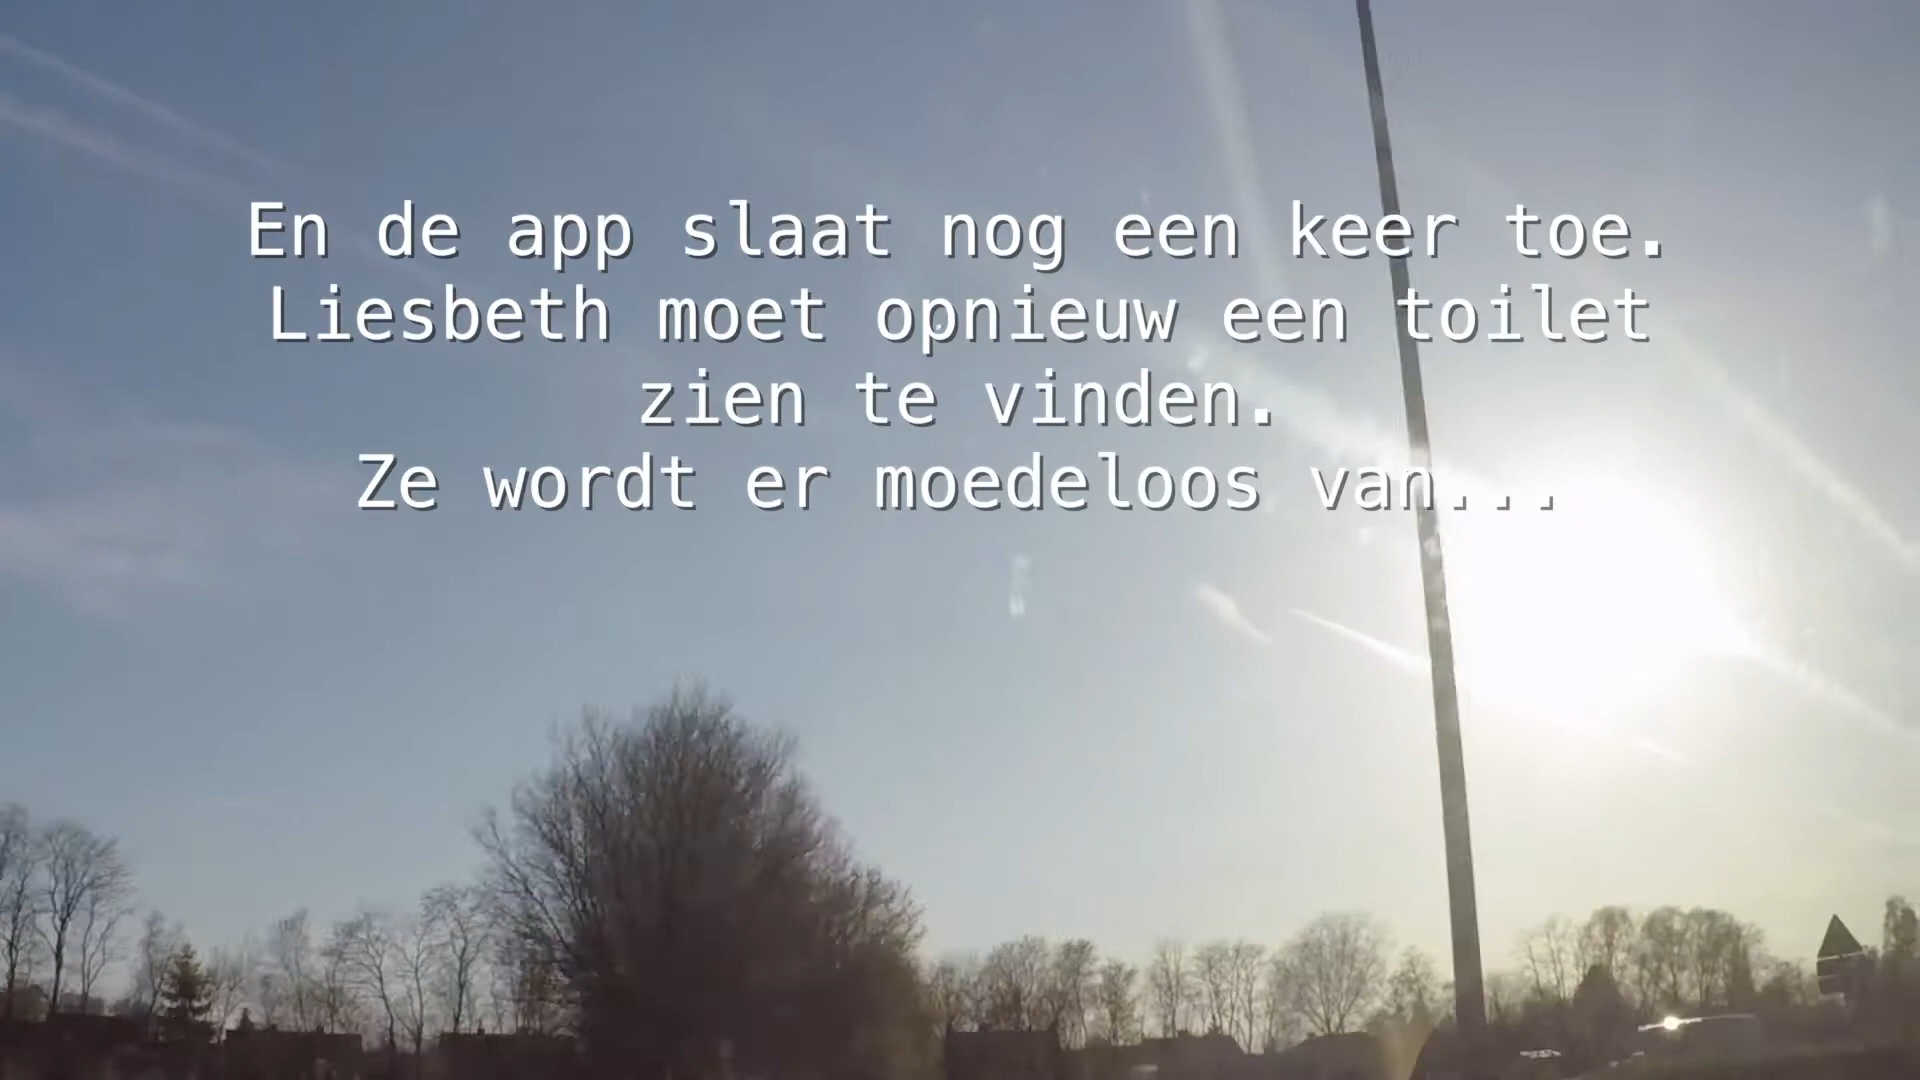 En de app slaat nog een keer toe.
Liesbeth moet opnieuw een toilet
zien te vinden.
Ze wordt er moedeloos van...